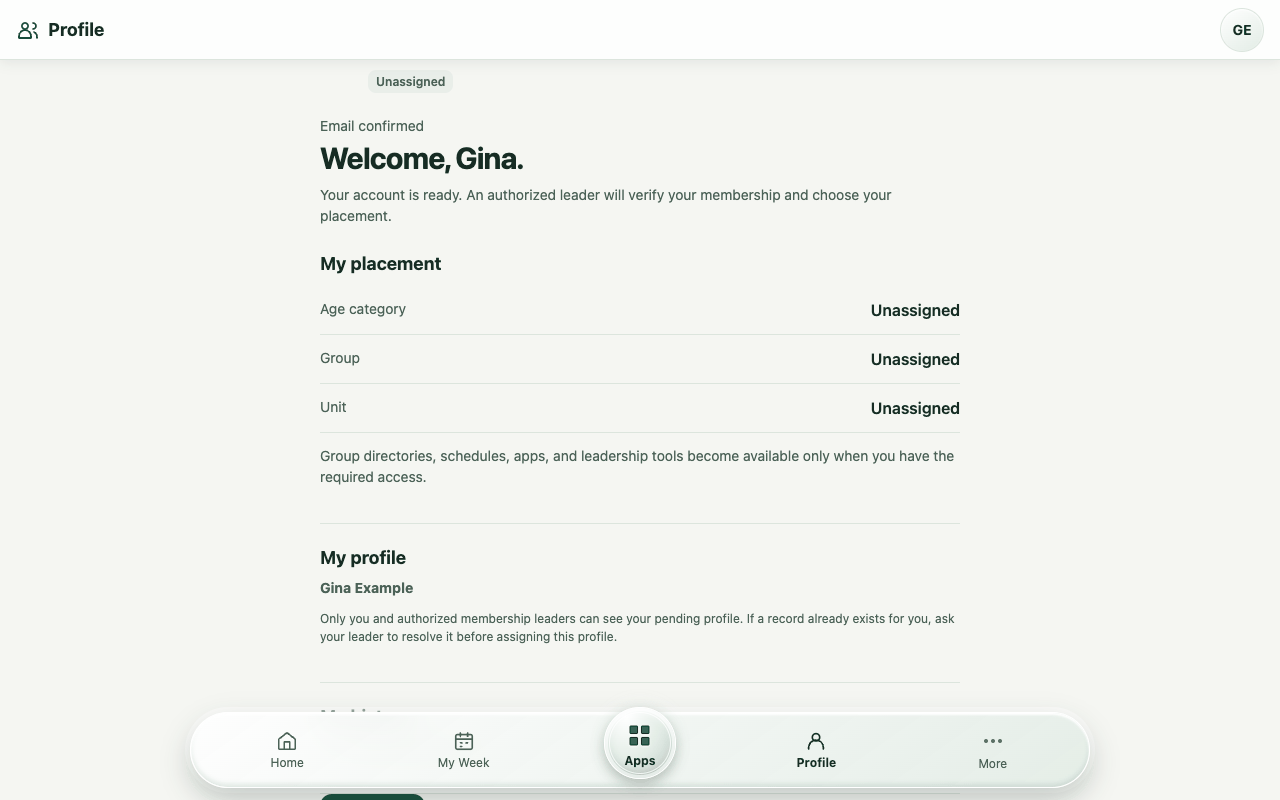 Profile
GE
Unassigned
Email confirmed
Welcome, Gina.
Your account is ready. An authorized leader will verify your membership and choose your
placement.
My placement
Age category
Unassigned
Group
Unassigned
Unit
Unassigned
Group directories, schedules, apps, and leadership tools become available only when you have the
required access.
My profile
Gina Example
Only you and authorized membership leaders can see your pending profile. If a record already exists for you, ask
your leader to resolve it before assigning this profile.
Home
My Week
Apps
Profile
More